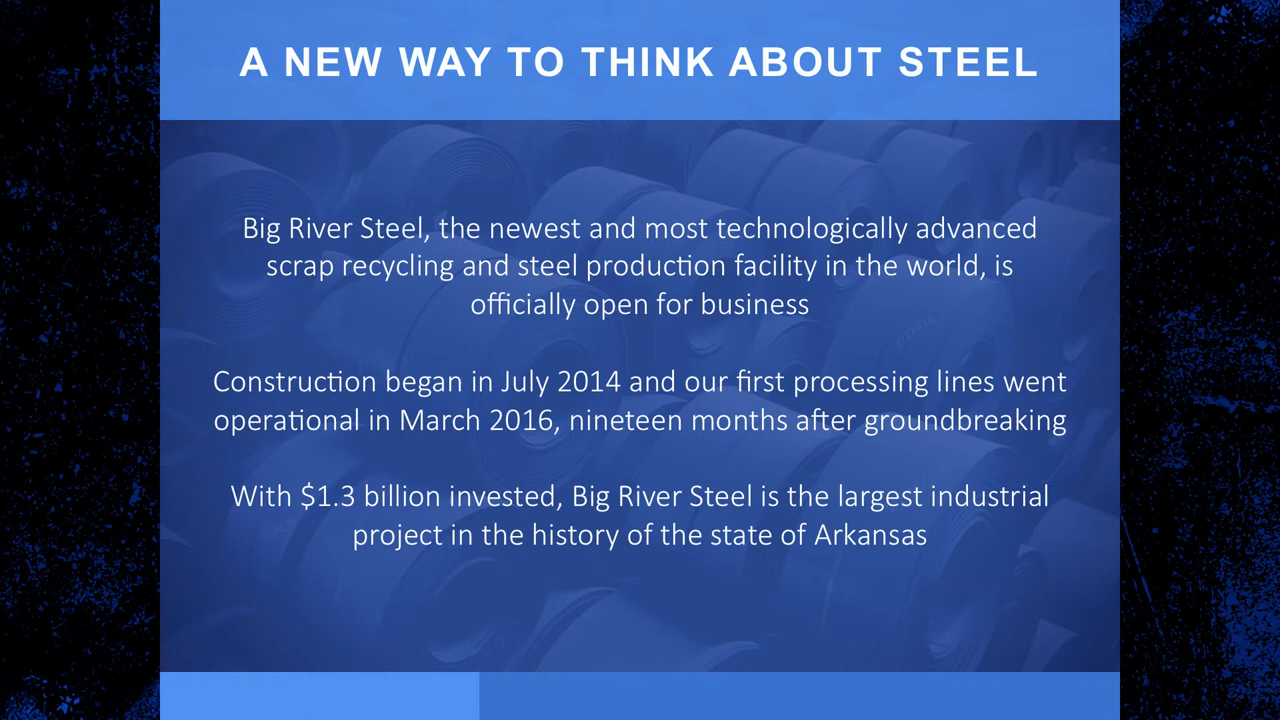 A NEW WAY TO THINK ABOUT STEEL
Big River Steel, the newest and most technologically advanced
scrap recycling and steel production facility in the world, is
officially open for business
Construction began in July 2014 and our first processing lines went
operational in March 2016, nineteen months after groundbreaking
With $1.3 billion invested, Big River Steel is the largest industrial
project in the history of the state of Arkansas